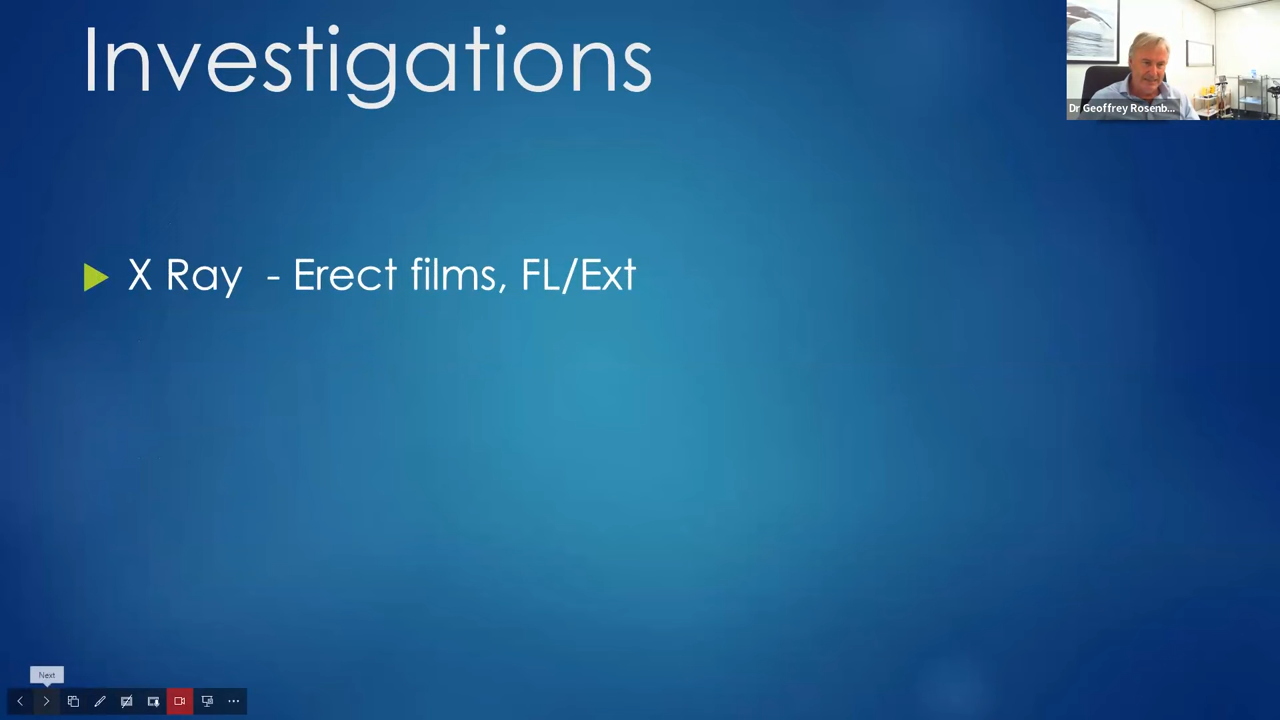 Investigations
Dr Geoffrey Rosenb...
X Ray - Erect films, FL/Ext
Next